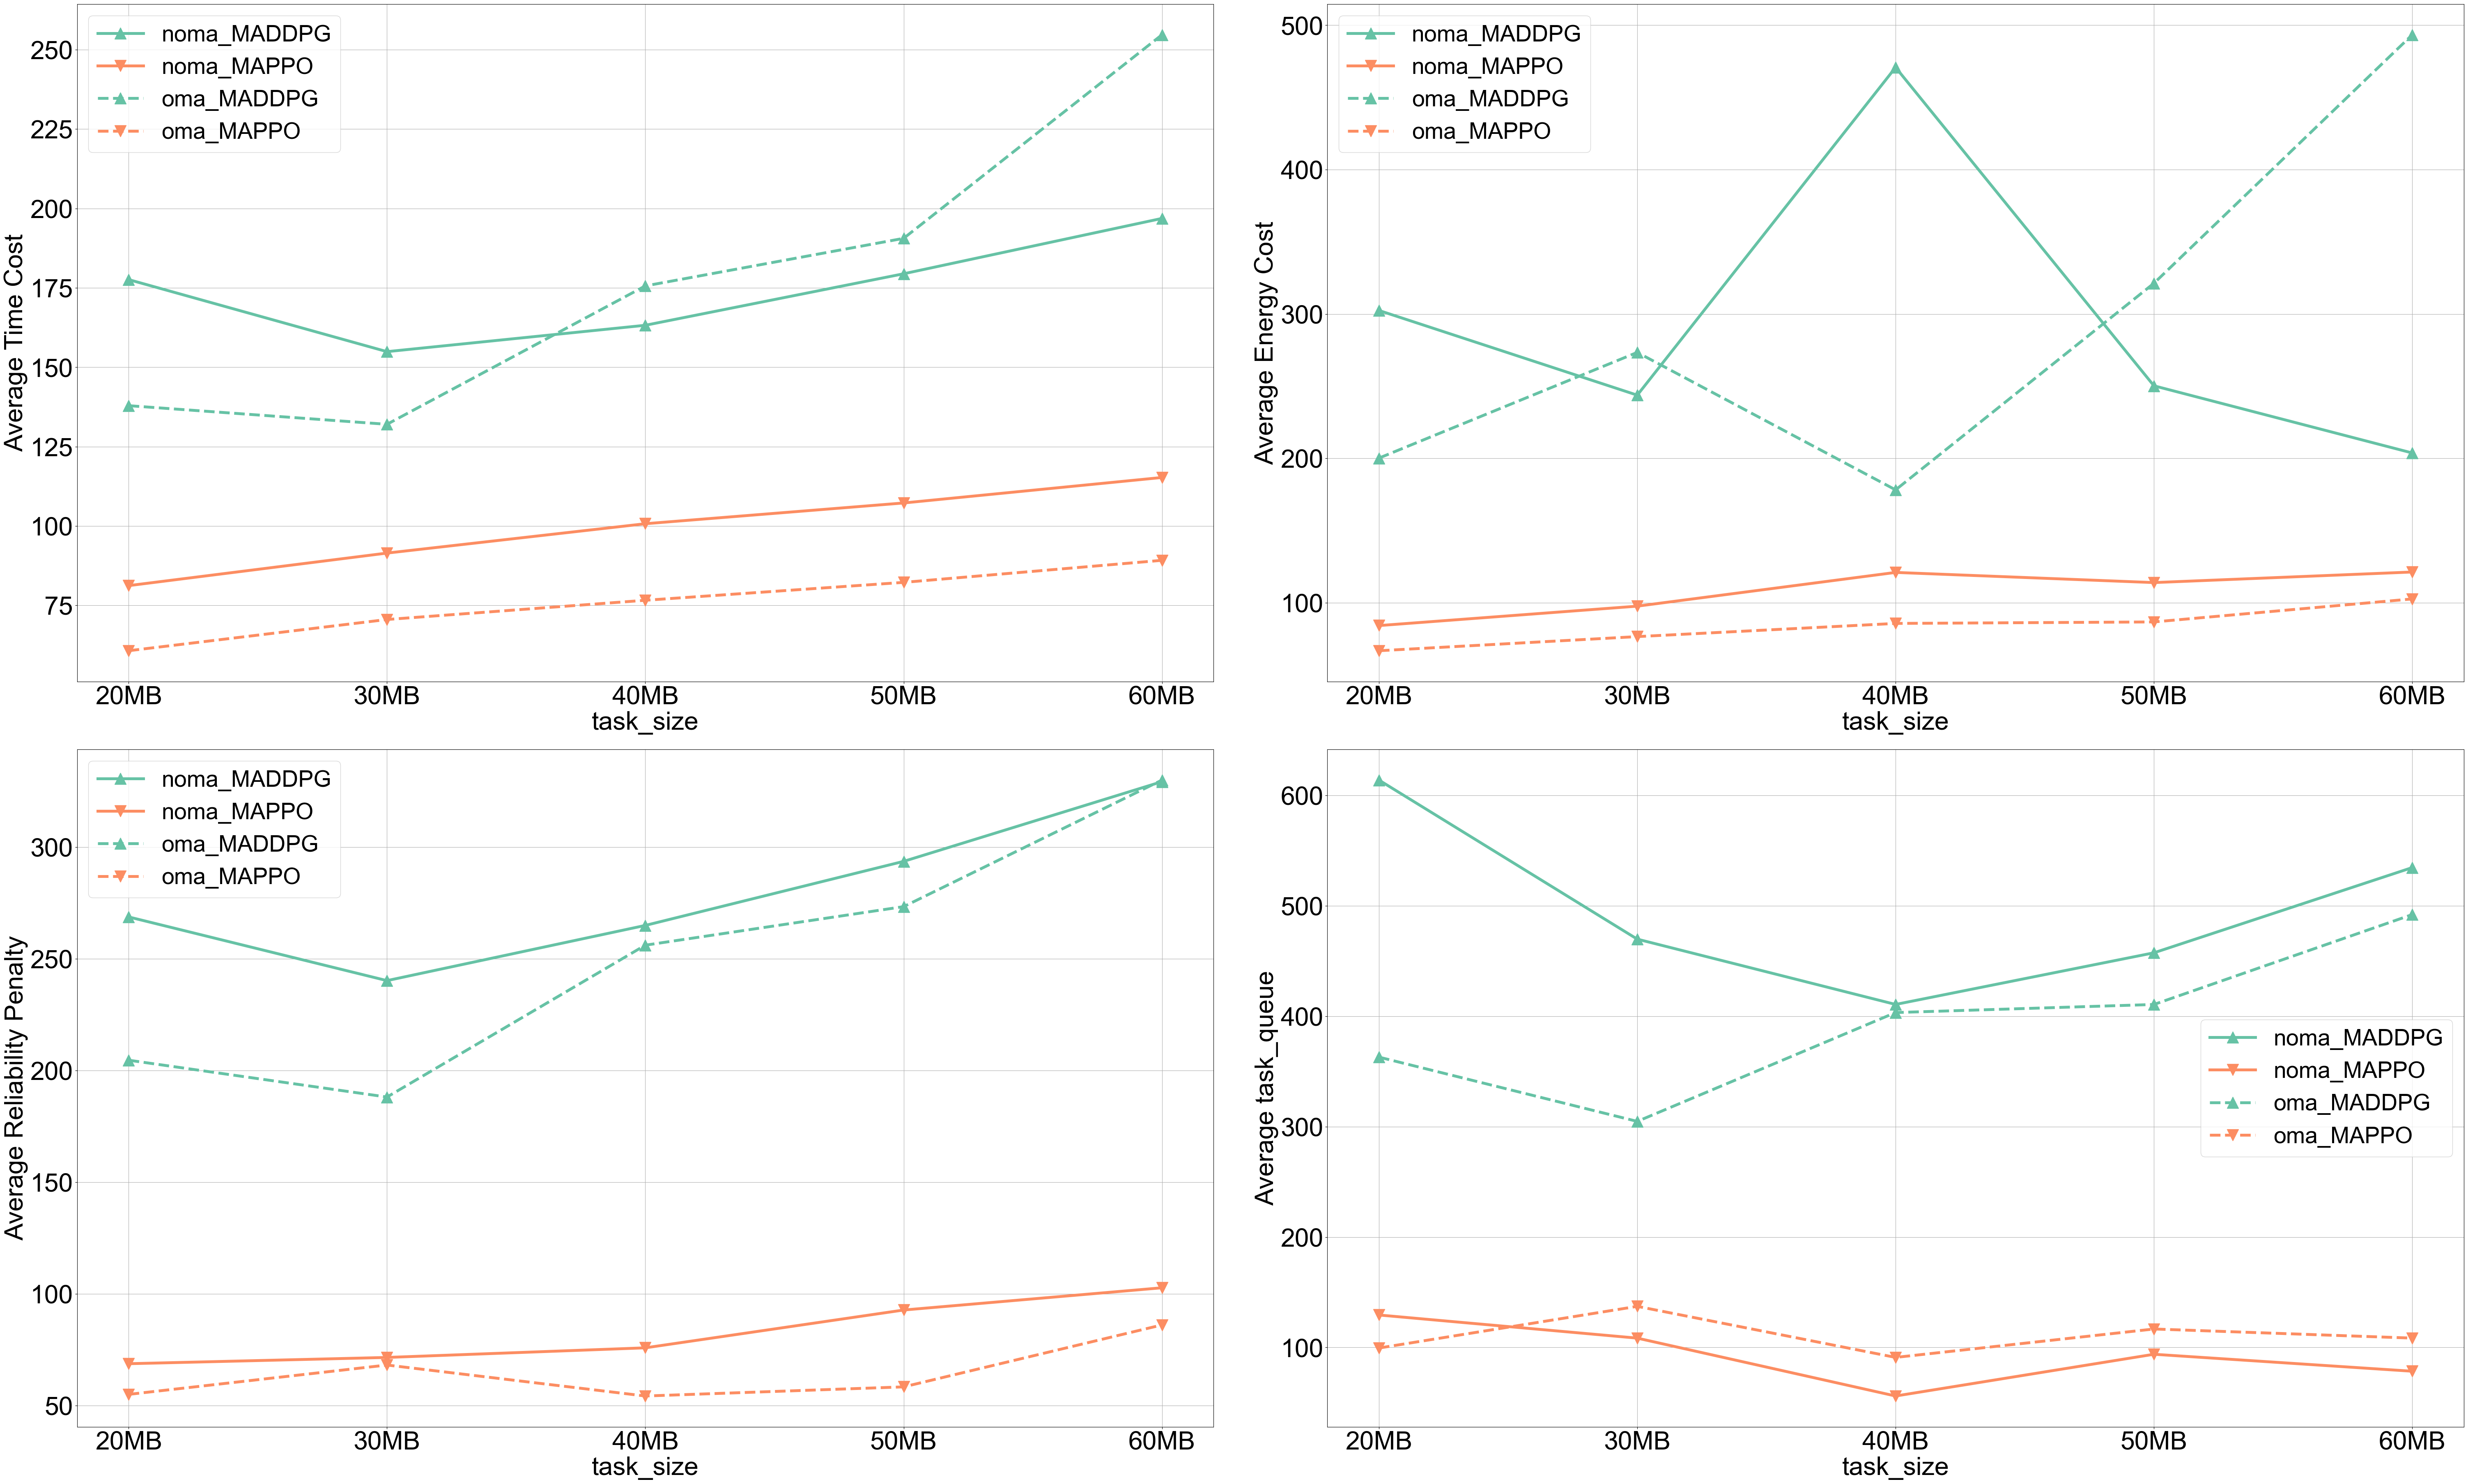 noma_MADDPG
noma_MAPPO
oma_MADDPG
oma_MAPPO
250
225
200
175
150
125
100
75
Average Time Cost
20MB 30MB 40MB 50MB 60MB
task_size
noma_MADDPG
noma_MAPPO
oma_MADDPG
oma_MAPPO
500
400
300
200
100
Average Energy Cost
20MB 30MB 40MB 50MB 60MB
task_size
noma_MADDPG
noma_MAPPO
oma_MADDPG
oma_MAPPO
300
250
200
150
100
50
Average Reliability Penalty
20MB 30MB 40MB 50MB 60MB
task_size
600
500
400
300
200
100
Average task_queue
noma_MADDPG
noma_MAPPO
oma_MADDPG
oma_MAPPO
20MB 30MB 40MB 50MB 60MB
task_size